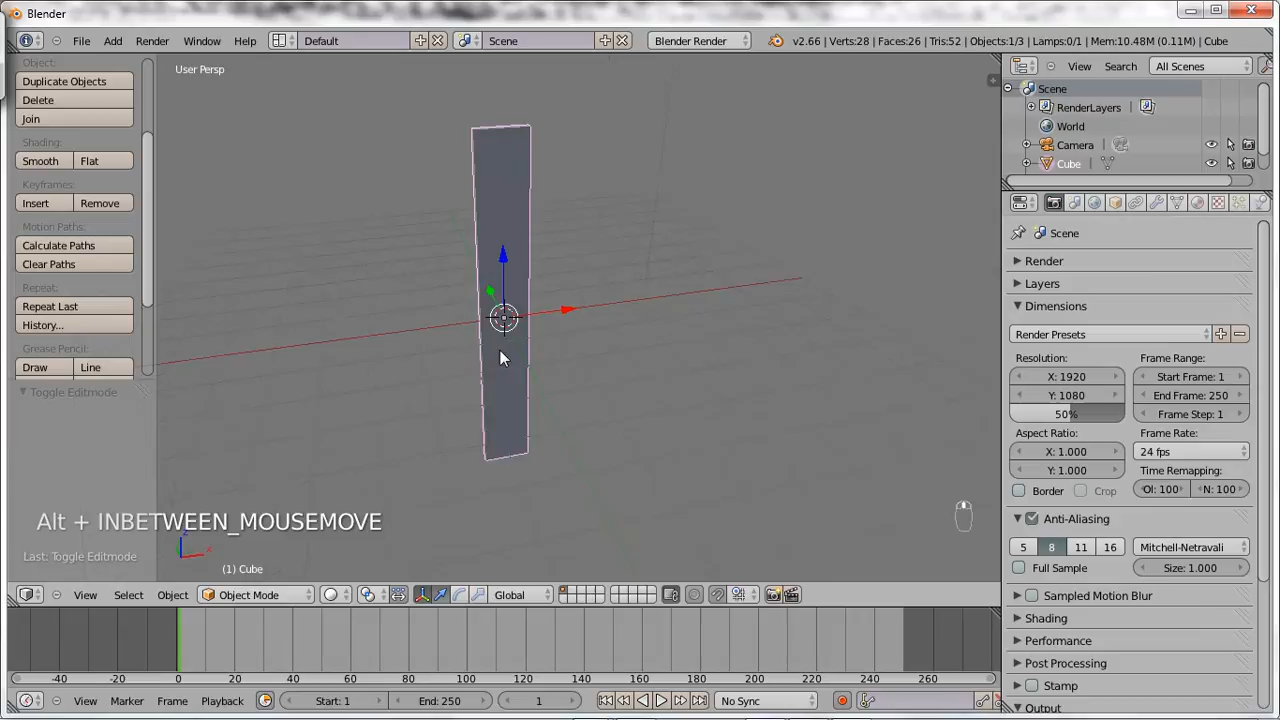 Blender
File Add Render Window Help Default Scene Blender Render v2.66 | Verts:28 | Faces:26 | Tris:52 | Objects:1/3 | Lamps:0/1 | Mem:10.48M (0.11M) | Cube
User Persp
Object:
Duplicate Objects
Delete
Join
Shading:
Smooth Flat
Keyframes:
Insert Remove
Motion Paths:
Calculate Paths
Clear Paths
Repeat:
Repeat Last
History...
Grease Pencil:
Draw Line
Toggle Editmode
Alt + INBETWEEN_MOUSEMOVE
Last: Toggle Editmode
z
x
(1) Cube
View Select Object Object Mode Global
-40 -20 0 20 40 60 80 100 120 140 160 180 200 220 240 260
View Marker Frame Playback Start: 1 End: 250 1 No Sync
View Search All Scenes
Scene
RenderLayers
World
Camera
Cube
Scene
Render
Layers
Dimensions
Render Presets
Resolution: Frame Range:
X: 1920 Start Frame: 1
Y: 1080 End Frame: 250
50% Frame Step: 1
Aspect Ratio: Frame Rate:
X: 1.000 24 fps
Y: 1.000 Time Remapping:
Border Crop Ol: 100 N: 100
Anti-Aliasing
5 8 11 16 Mitchell-Netravali
Full Sample Size: 1.000
Sampled Motion Blur
Shading
Performance
Post Processing
Stamp
Output